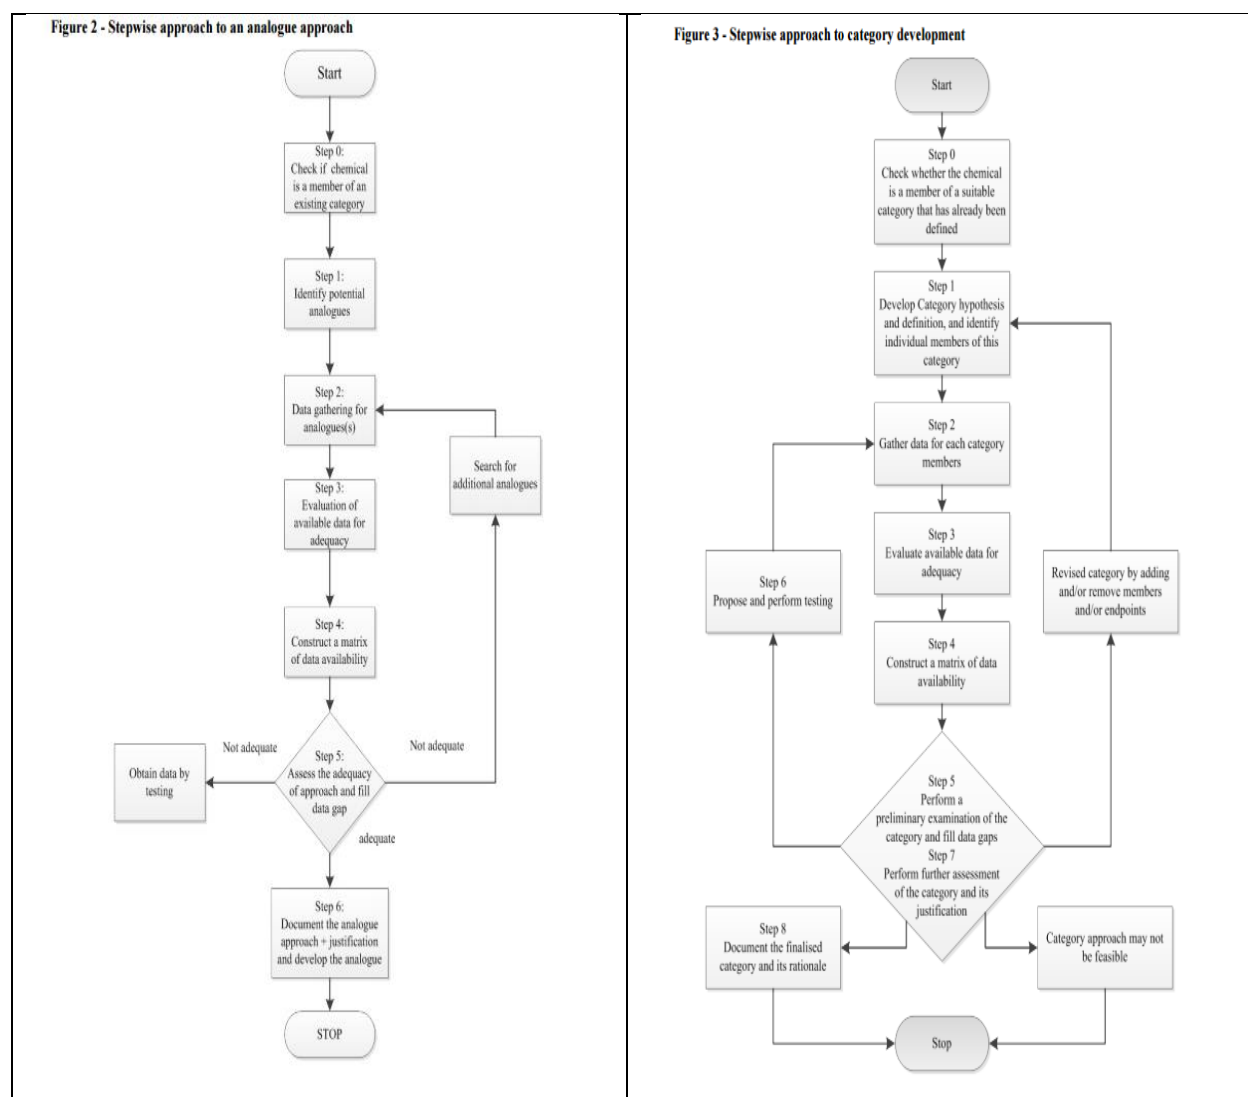 Figure 2 - Stepwise approach to an analogue approach
Start
Step 0:
Check if chemical
is a member of an
existing category
Step 1:
Identify potential
analogues
Step 2:
Data gathering for
analogues(s)
Search for
additional analogues
Step 3:
Evaluation of
available data for
adequacy
Step 4:
Construct a matrix
of data availability
Not adequate
Not adequate
Step 5:
Assess the adequacy
of approach and fill
data gap
Obtain data by
testing
adequate
Step 6:
Document the analogue
approach + justification
and develop the analogue
STOP
Figure 3 - Stepwise approach to category development
Start
Step 0
Check whether the chemical
is a member of a suitable
category that has already been
defined
Step 1
Develop Category hypothesis
and definition, and identify
individual members of this
category
Step 2
Gather data for each category
members
Step 3
Evaluate available data for
adequacy
Step 6
Propose and perform testing
Revised category by adding
and/or remove members
and/or endpoints
Step 4
Construct a matrix of data
availability
Step 5
Perform a
preliminary examination of the
category and fill data gaps
Step 7
Perform further assessment
of the category and its
justification
Step 8
Document the finalised
category and its rationale
Category approach may not
be feasible
Stop